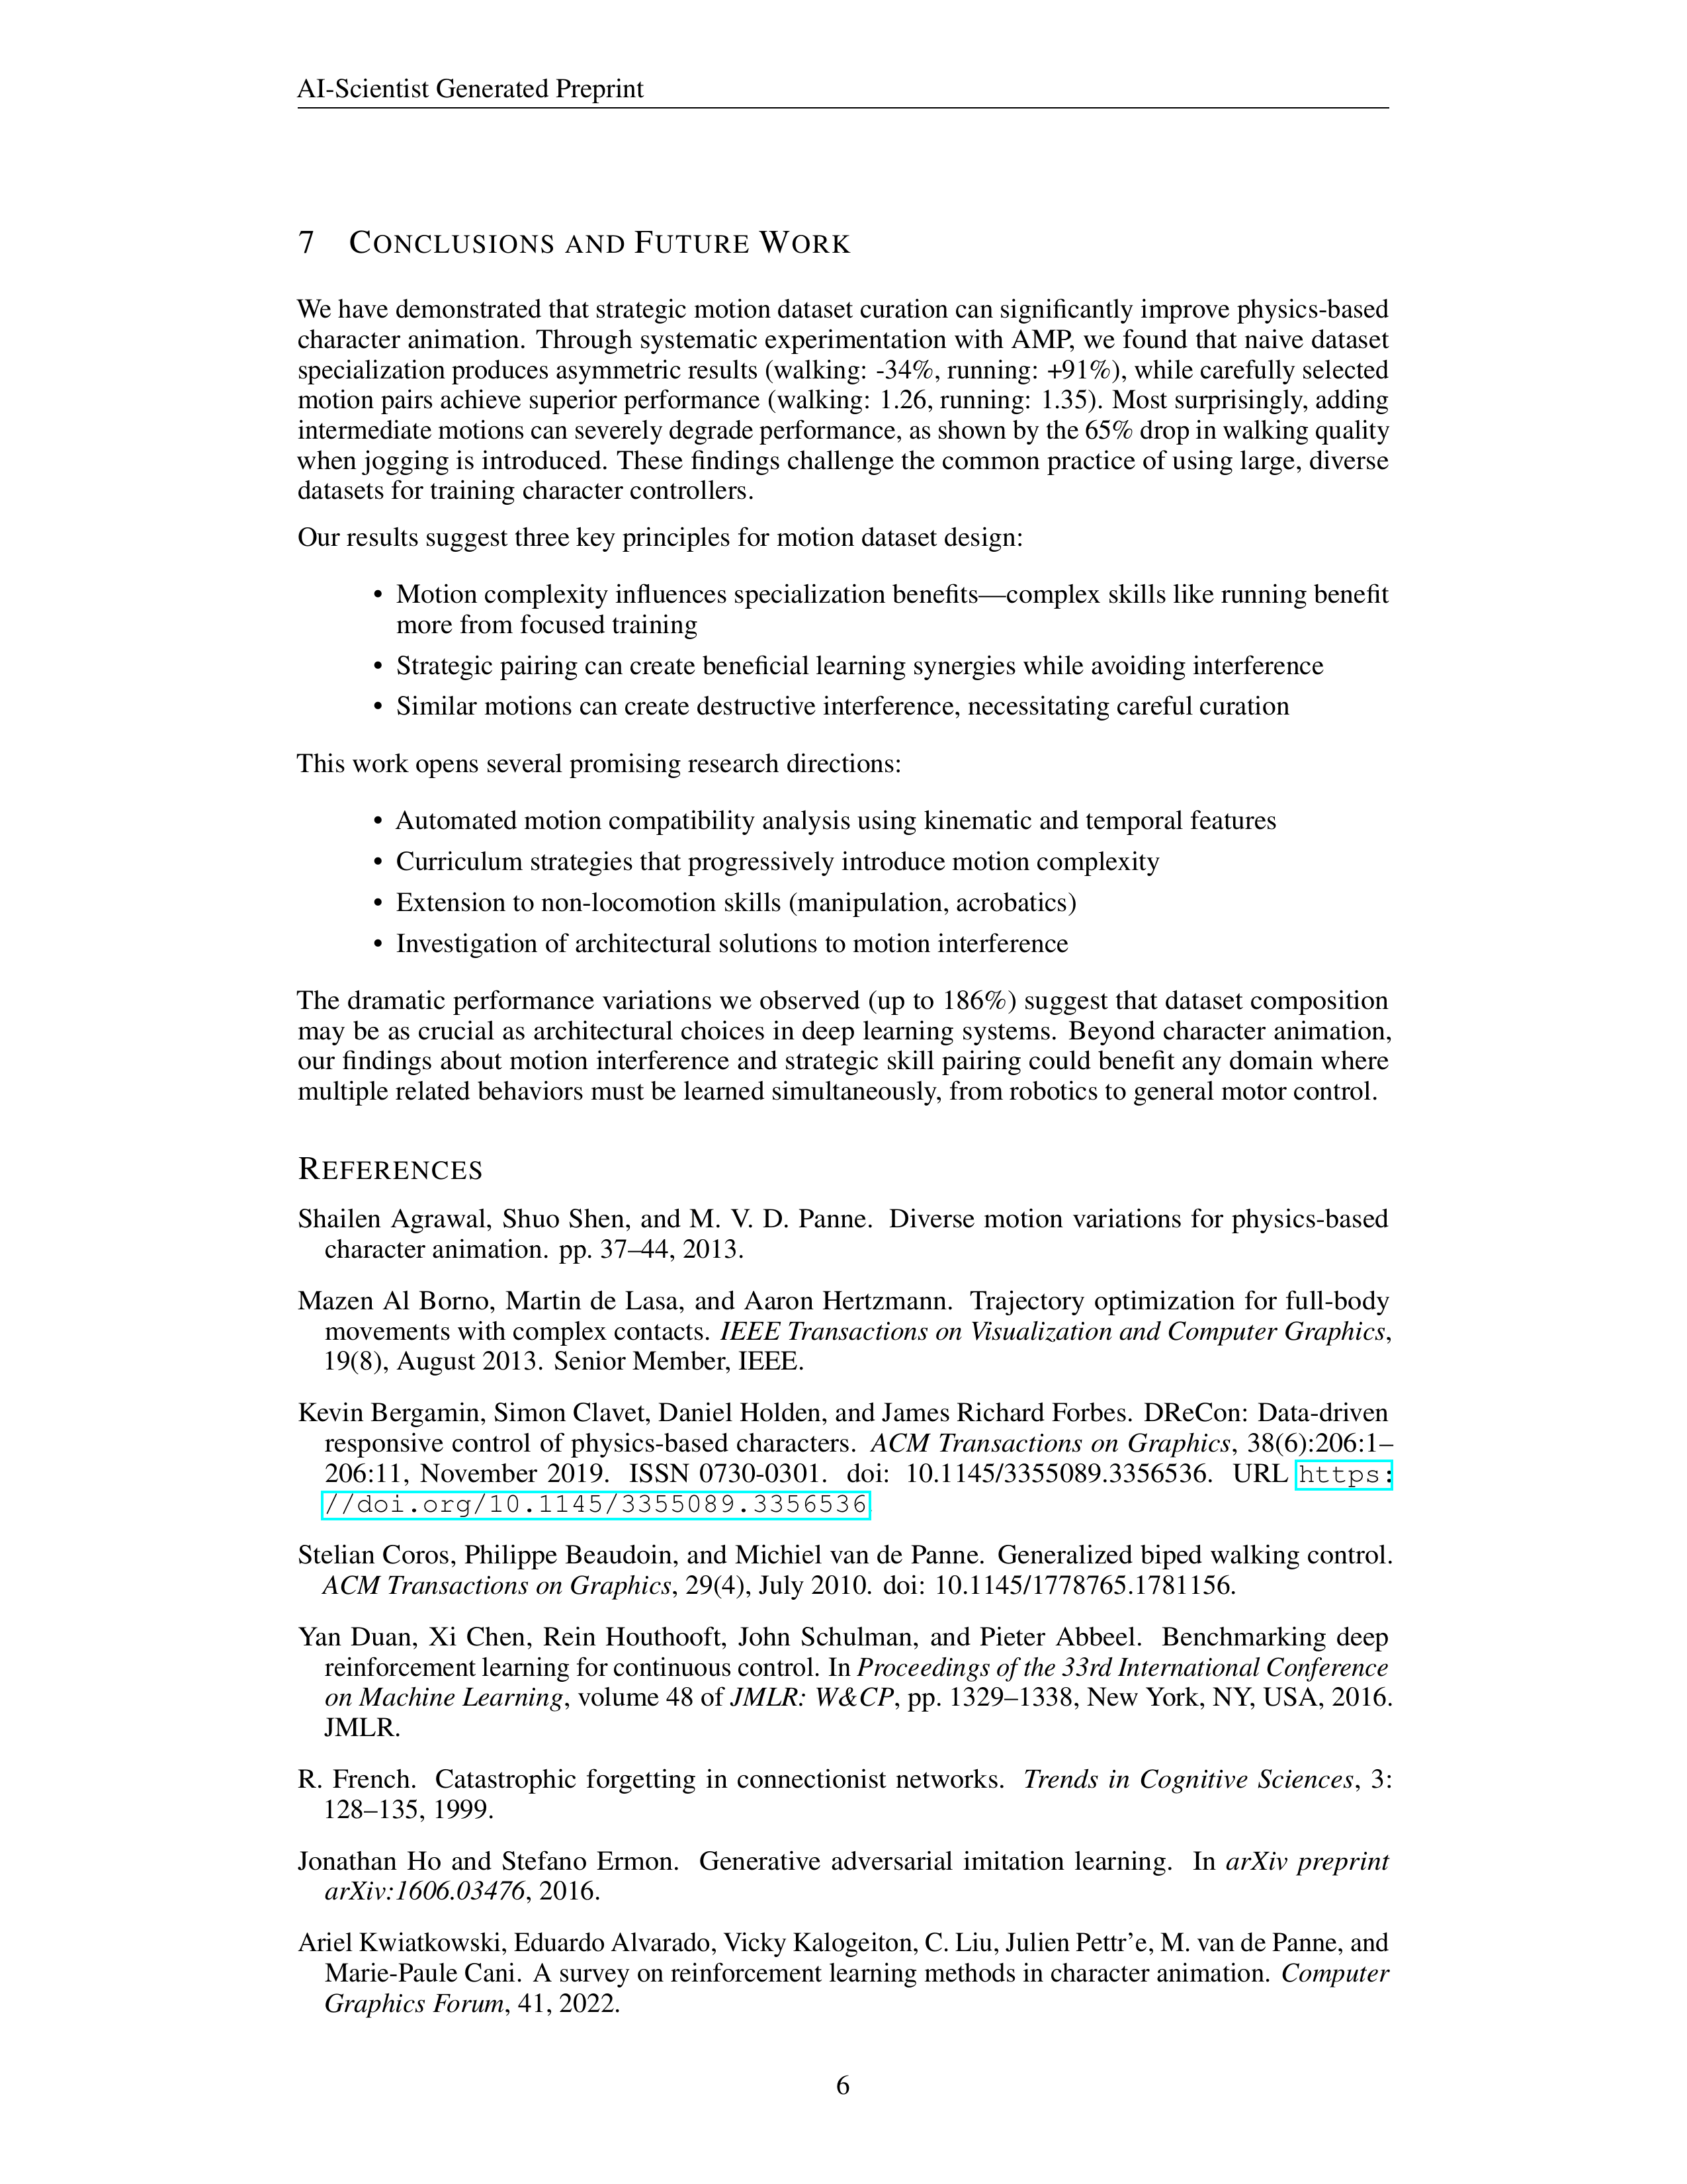 AI-Scientist Generated Preprint
7 CONCLUSIONS AND FUTURE WORK
We have demonstrated that strategic motion dataset curation can significantly improve physics-based
character animation. Through systematic experimentation with AMP, we found that naive dataset
specialization produces asymmetric results (walking: -34%, running: +91%), while carefully selected
motion pairs achieve superior performance (walking: 1.26, running: 1.35). Most surprisingly, adding
intermediate motions can severely degrade performance, as shown by the 65% drop in walking quality
when jogging is introduced. These findings challenge the common practice of using large, diverse
datasets for training character controllers.
Our results suggest three key principles for motion dataset design:
• Motion complexity influences specialization benefits—complex skills like running benefit
more from focused training
• Strategic pairing can create beneficial learning synergies while avoiding interference
• Similar motions can create destructive interference, necessitating careful curation
This work opens several promising research directions:
• Automated motion compatibility analysis using kinematic and temporal features
• Curriculum strategies that progressively introduce motion complexity
• Extension to non-locomotion skills (manipulation, acrobatics)
• Investigation of architectural solutions to motion interference
The dramatic performance variations we observed (up to 186%) suggest that dataset composition
may be as crucial as architectural choices in deep learning systems. Beyond character animation,
our findings about motion interference and strategic skill pairing could benefit any domain where
multiple related behaviors must be learned simultaneously, from robotics to general motor control.
REFERENCES
Shailen Agrawal, Shuo Shen, and M. V. D. Panne. Diverse motion variations for physics-based
character animation. pp. 37–44, 2013.
Mazen Al Borno, Martin de Lasa, and Aaron Hertzmann. Trajectory optimization for full-body
movements with complex contacts. IEEE Transactions on Visualization and Computer Graphics,
19(8), August 2013. Senior Member, IEEE.
Kevin Bergamin, Simon Clavet, Daniel Holden, and James Richard Forbes. DReCon: Data-driven
responsive control of physics-based characters. ACM Transactions on Graphics, 38(6):206:1–
206:11, November 2019. ISSN 0730-0301. doi: 10.1145/3355089.3356536. URL https:
//doi.org/10.1145/3355089.3356536
Stelian Coros, Philippe Beaudoin, and Michiel van de Panne. Generalized biped walking control.
ACM Transactions on Graphics, 29(4), July 2010. doi: 10.1145/1778765.1781156.
Yan Duan, Xi Chen, Rein Houthooft, John Schulman, and Pieter Abbeel. Benchmarking deep
reinforcement learning for continuous control. In Proceedings of the 33rd International Conference
on Machine Learning, volume 48 of JMLR: W&CP, pp. 1329–1338, New York, NY, USA, 2016.
JMLR.
R. French. Catastrophic forgetting in connectionist networks. Trends in Cognitive Sciences, 3:
128–135, 1999.
Jonathan Ho and Stefano Ermon. Generative adversarial imitation learning. In arXiv preprint
arXiv:1606.03476, 2016.
Ariel Kwiatkowski, Eduardo Alvarado, Vicky Kalogeiton, C. Liu, Julien Pettr'e, M. van de Panne, and
Marie-Paule Cani. A survey on reinforcement learning methods in character animation. Computer
Graphics Forum, 41, 2022.
6